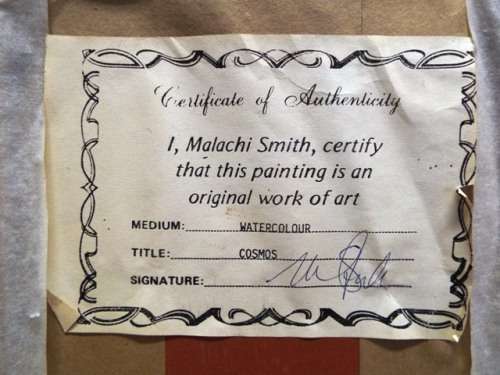 Certificate of Authenticity
I, Malachi Smith, certify
that this painting is an
original work of art
MEDIUM: WATERCOLOUR
TITLE: COSMOS
SIGNATURE: M Smith